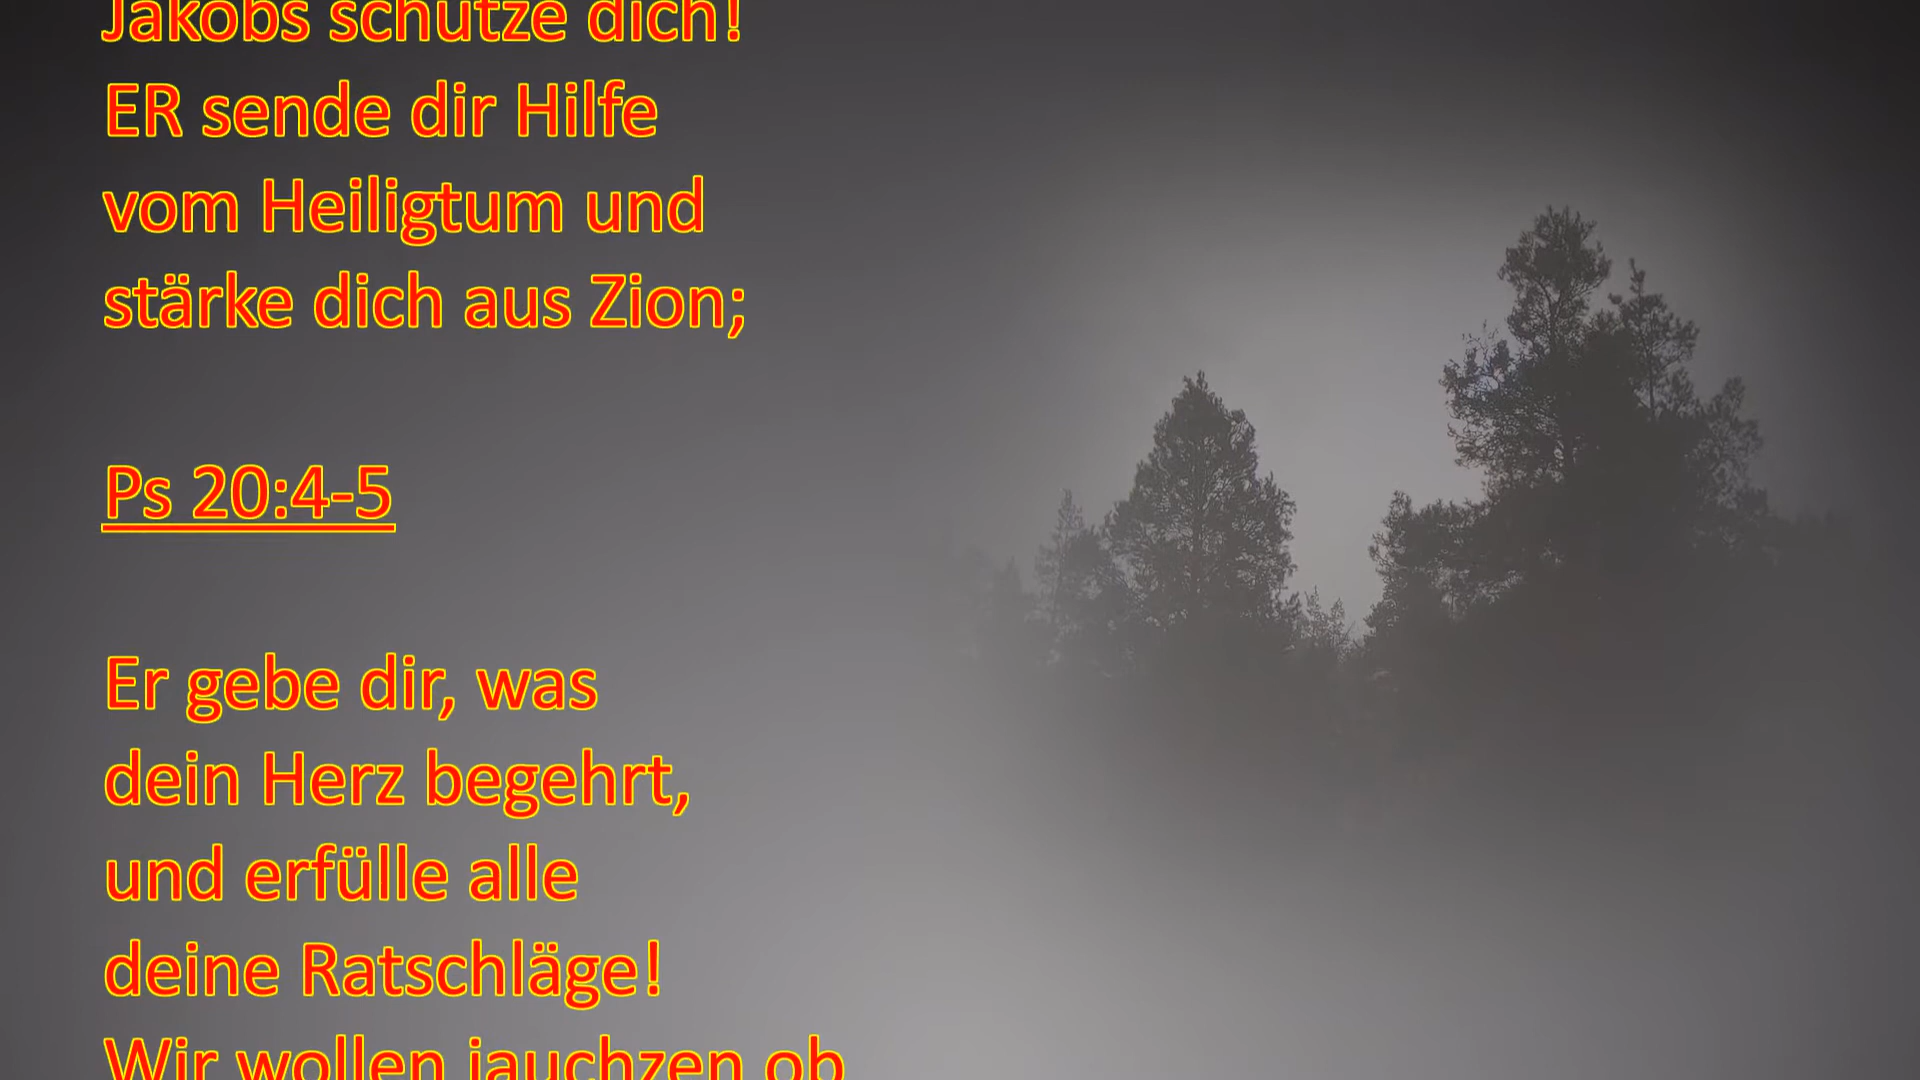 Jakobs schütze dich!
ER sende dir Hilfe
vom Heiligtum und
stärke dich aus Zion;
Ps 20:4-5
Er gebe dir, was
dein Herz begehrt,
und erfülle alle
deine Ratschläge!
Wir wollen jauchzen ob